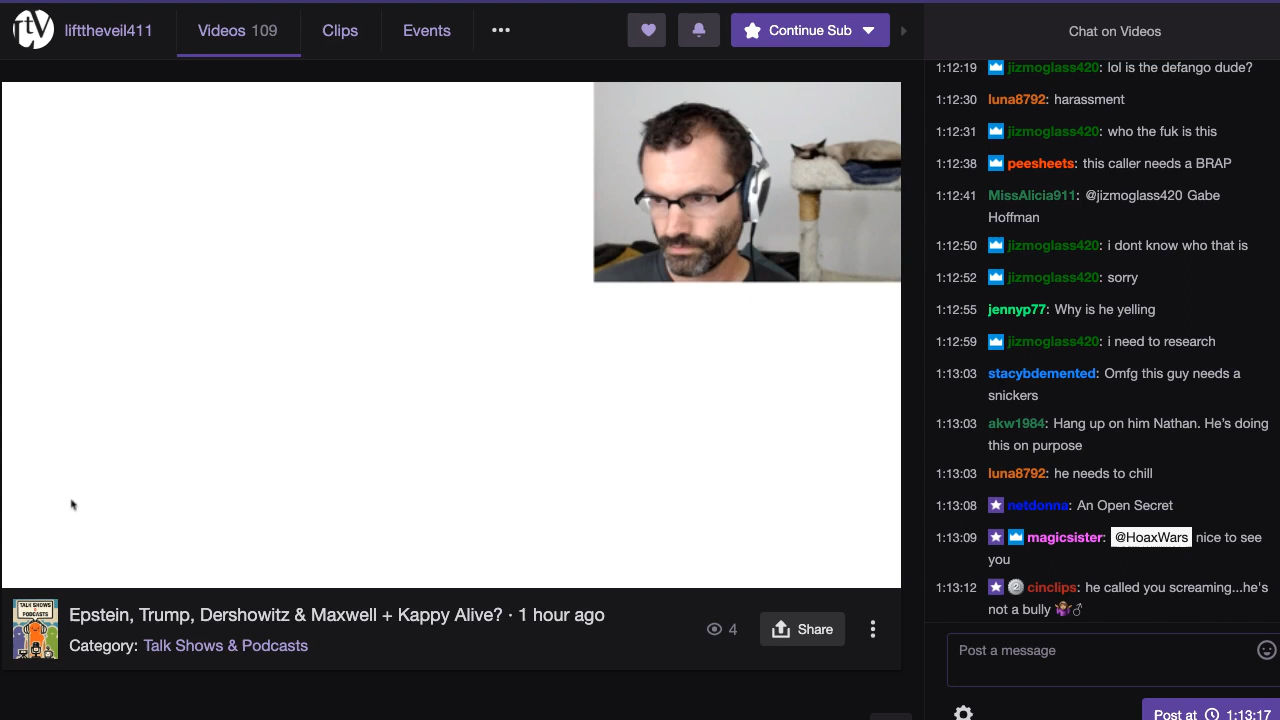 rtV
lifttheveil411
Videos 109
Clips
Events
Continue Sub
Chat on Videos
1:12:19 jizmoglass420: lol is the defango dude?
1:12:30 luna8792: harassment
1:12:31 jizmoglass420: who the fuk is this
1:12:38 peesheets: this caller needs a BRAP
1:12:41 MissAlicia911: @jizmoglass420 Gabe
Hoffman
1:12:50 jizmoglass420: i dont know who that is
1:12:52 jizmoglass420: sorry
1:12:55 jennyp77: Why is he yelling
1:12:59 jizmoglass420: i need to research
1:13:03 stacybdemented: Omfg this guy needs a
snickers
1:13:03 akw1984: Hang up on him Nathan. He's doing
this on purpose
1:13:03 luna8792: he needs to chill
1:13:08 netdonna: An Open Secret
1:13:09 magicsister: @HoaxWars nice to see
you
1:13:12 cinclips: he called you screaming...he's
not a bully 🤷‍♂
TALK SHOWS
PODCASTS
Epstein, Trump, Dershowitz & Maxwell + Kappy Alive? · 1 hour ago
Category: Talk Shows & Podcasts
4
Share
Post a message
Post at 1:13:17